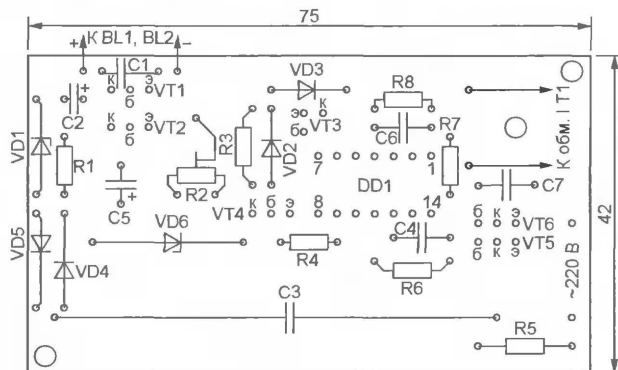 75
+ К BL1, BL2 –
C1
к э
б VT1
VD3
R8
К обм. I T1
C2 +
к б э VT2
к
б э VT3
C6
R7
VD1
R1
R3
VD2
7 1
R2
DD1
C7
C5 +
VT4 к б э
8 14
б к э VT6
VD5
VD4
VD6
R4
C4
R6
б к э VT5
42
~220 В
C3
R5